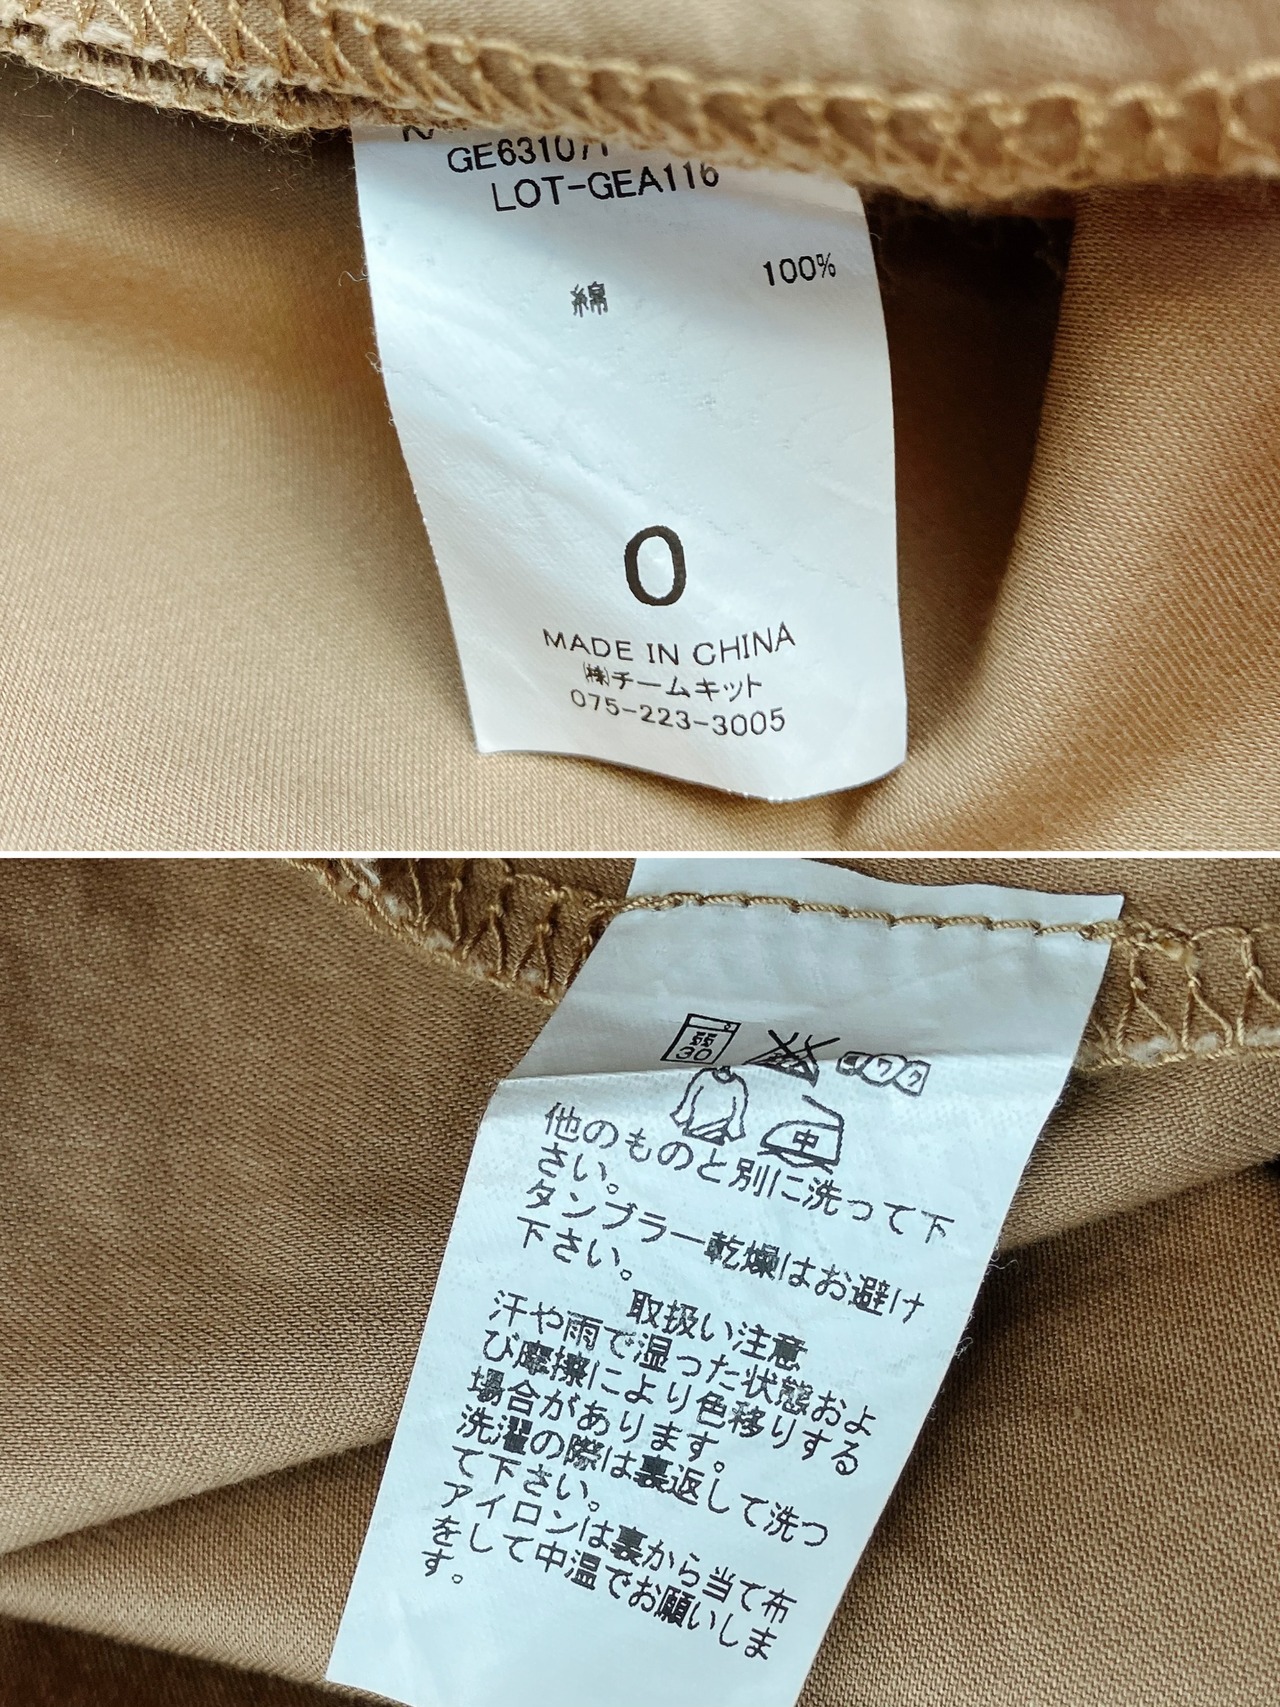 GE631071
LOT-GEA116
100%
綿
0
MADE IN CHINA
㈱チームキット
075-223-3005
弱
30
ドライ
中
他のものと別に洗って下
さい。
タンブラー乾燥はお避け
下さい。
取扱い注意
汗や雨で湿った状態およ
び摩擦により色移りする
場合があります。
洗濯の際は裏返して洗っ
て下さい。
アイロンは裏から当て布
をして中温でお願いしま
す。